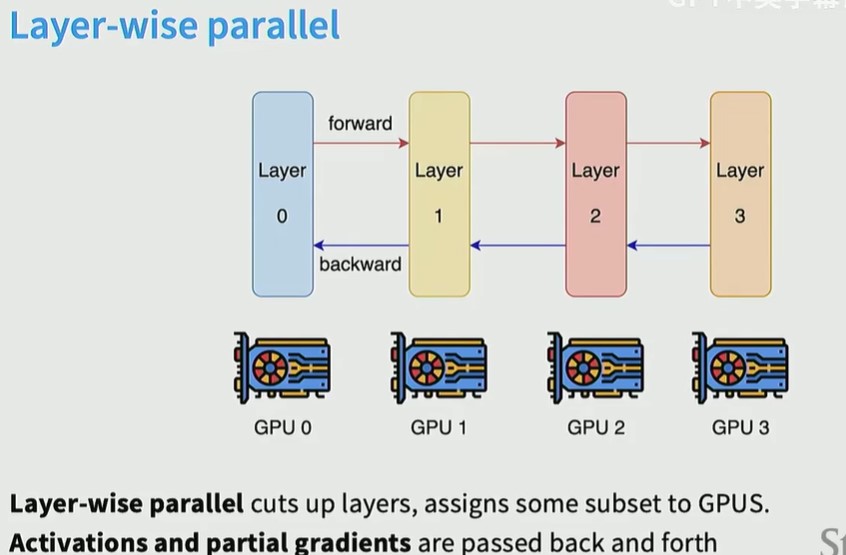 Layer-wise parallel
forward
Layer
0
Layer
1
Layer
2
Layer
3
backward
GPU 0
GPU 1
GPU 2
GPU 3
Layer-wise parallel cuts up layers, assigns some subset to GPUS.
Activations and partial gradients are passed back and forth